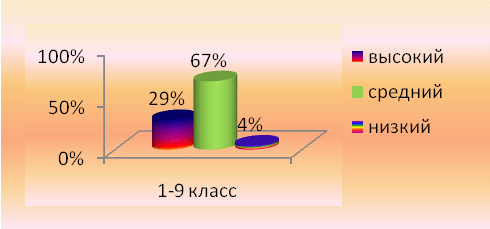 100%
50%
0%
29%
67%
4%
1-9 класс
высокий
средний
низкий